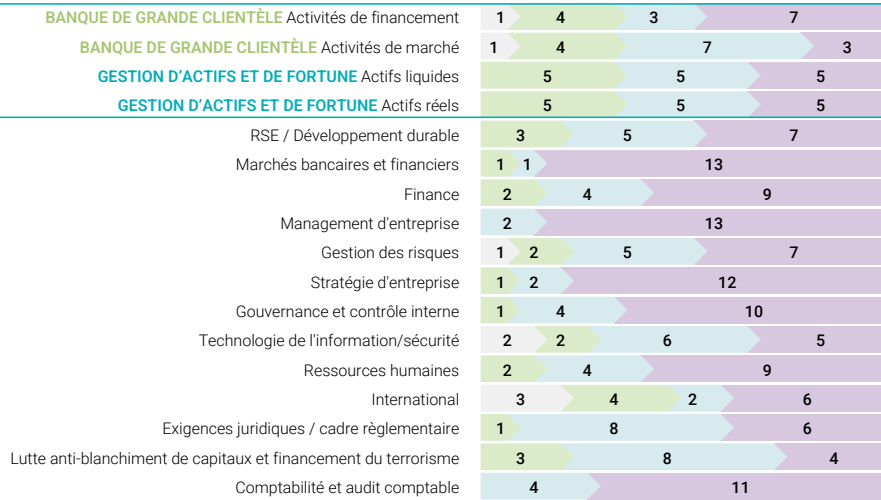 BANQUE DE GRANDE CLIENTÈLE Activités de financement 1 4 3 7
BANQUE DE GRANDE CLIENTÈLE Activités de marché 1 4 7 3
GESTION D'ACTIFS ET DE FORTUNE Actifs liquides 5 5 5
GESTION D'ACTIFS ET DE FORTUNE Actifs réels 5 5 5
RSE / Développement durable 3 5 7
Marchés bancaires et financiers 1 1 13
Finance 2 4 9
Management d'entreprise 2 13
Gestion des risques 1 2 5 7
Stratégie d'entreprise 1 2 12
Gouvernance et contrôle interne 1 4 10
Technologie de l'information/sécurité 2 2 6 5
Ressources humaines 2 4 9
International 3 4 2 6
Exigences juridiques / cadre règlementaire 1 8 6
Lutte anti-blanchiment de capitaux et financement du terrorisme 3 8 4
Comptabilité et audit comptable 4 11